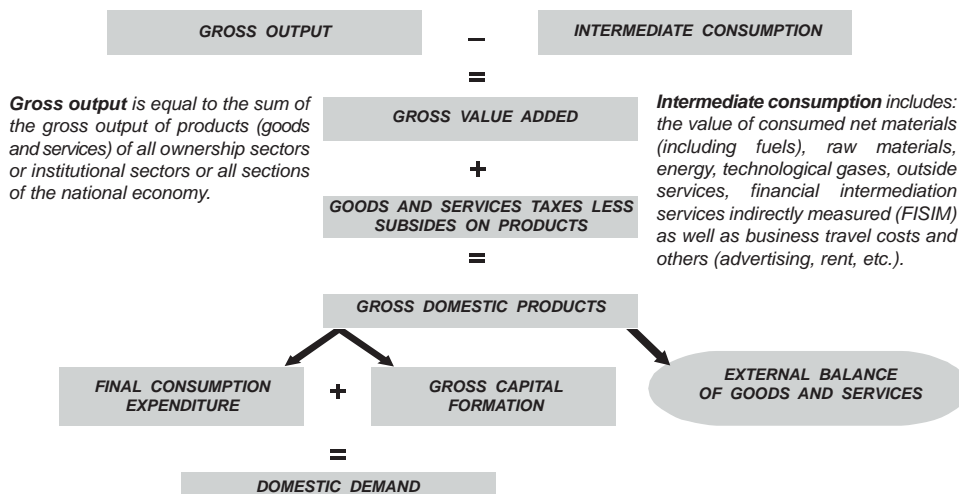 GROSS OUTPUT
–
INTERMEDIATE CONSUMPTION
=
Gross output is equal to the sum of
the gross output of products (goods
and services) of all ownership sectors
or institutional sectors or all sections
of the national economy.
GROSS VALUE ADDED
+
GOODS AND SERVICES TAXES LESS
SUBSIDES ON PRODUCTS
=
Intermediate consumption includes:
the value of consumed net materials
(including fuels), raw materials,
energy, technological gases, outside
services, financial intermediation
services indirectly measured (FISIM)
as well as business travel costs and
others (advertising, rent, etc.).
GROSS DOMESTIC PRODUCTS
FINAL CONSUMPTION
EXPENDITURE
+
GROSS CAPITAL
FORMATION
EXTERNAL BALANCE
OF GOODS AND SERVICES
=
DOMESTIC DEMAND